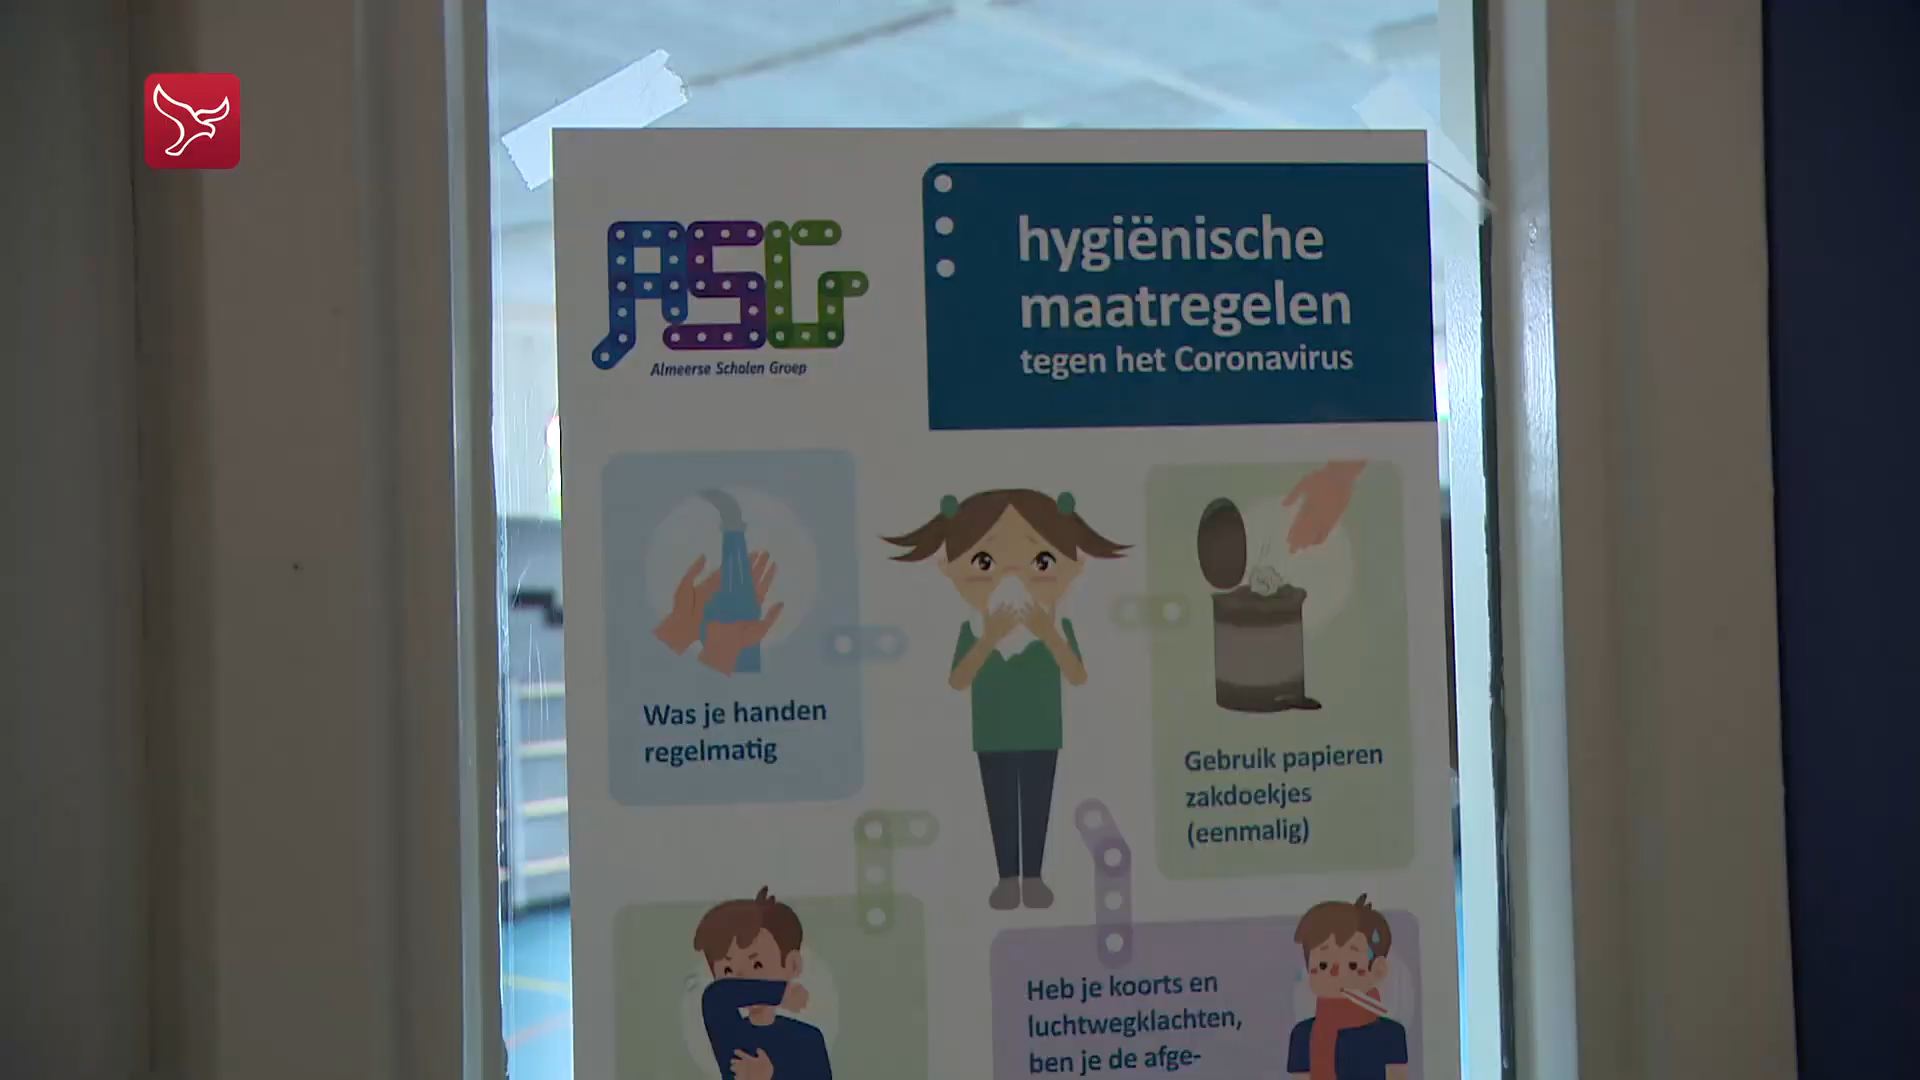 ASG
Almeerse Scholen Groep
hygiënische
maatregelen
tegen het Coronavirus
Was je handen
regelmatig
Gebruik papieren
zakdoekjes
(eenmalig)
Heb je koorts en
luchtwegklachten,
ben je de afge-